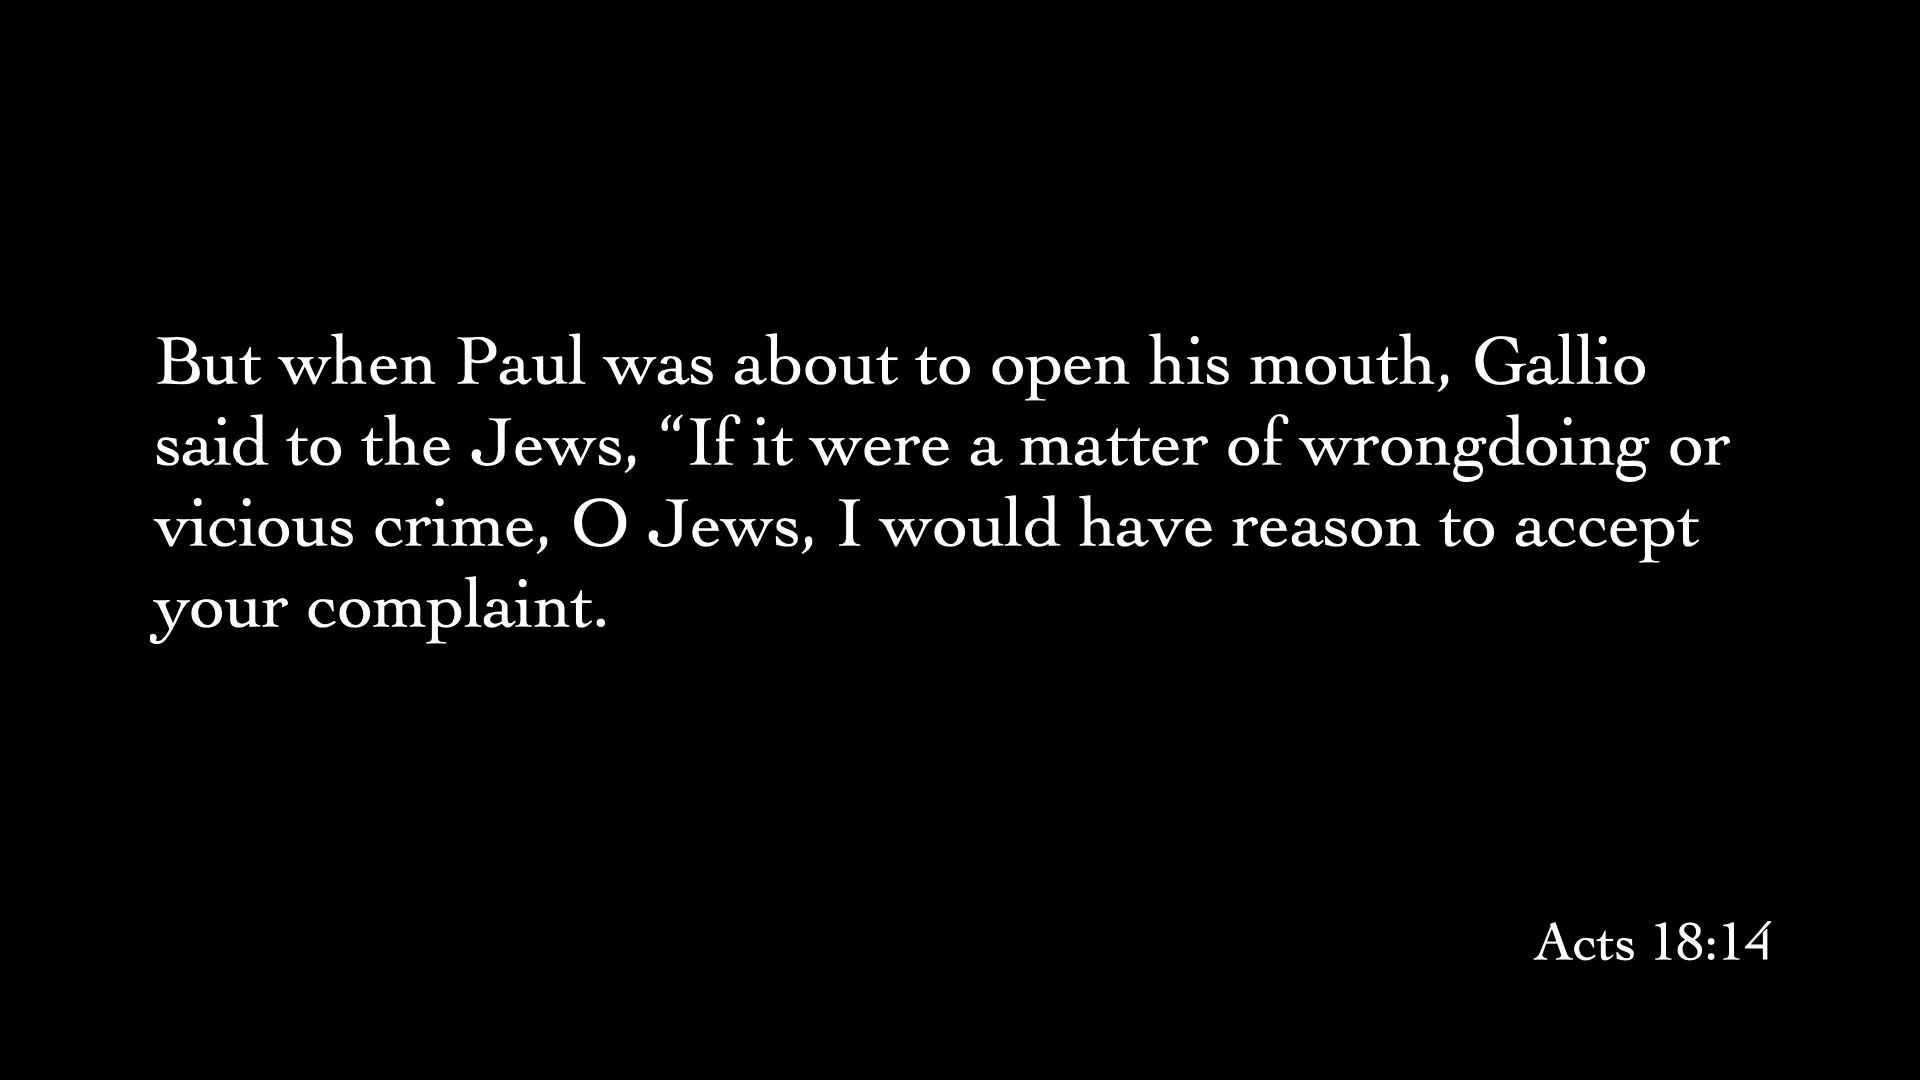 But when Paul was about to open his mouth, Gallio
said to the Jews, “If it were a matter of wrongdoing or
vicious crime, O Jews, I would have reason to accept
your complaint.
Acts 18:14